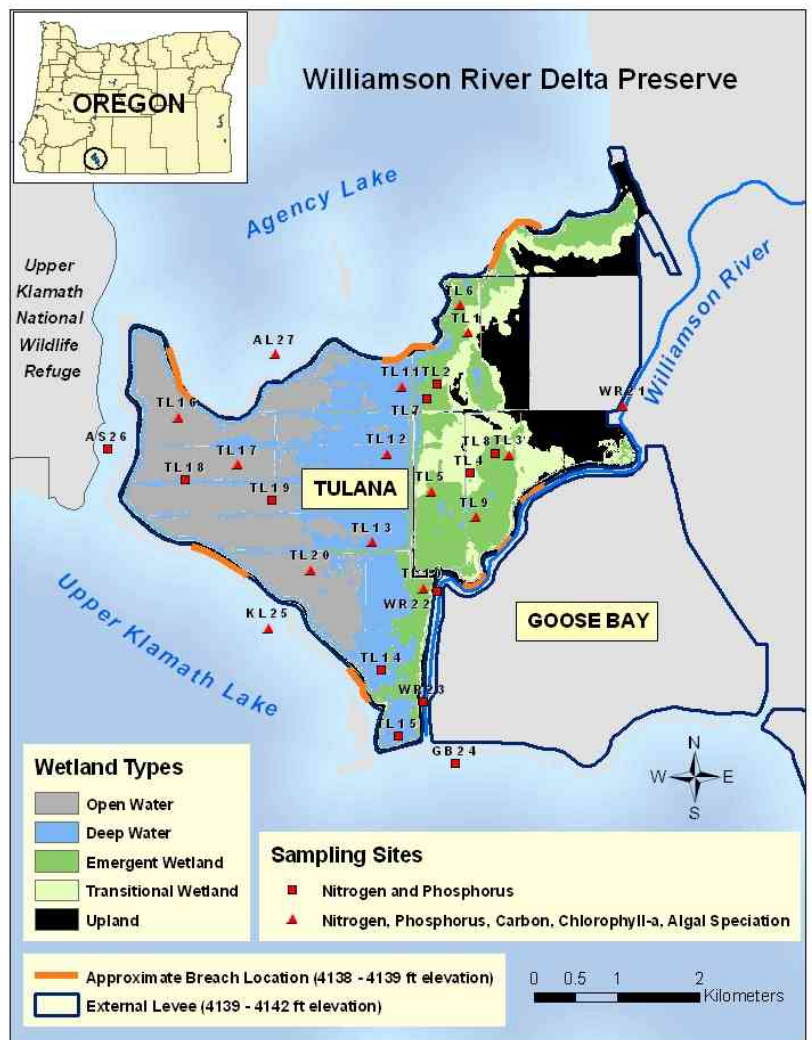 OREGON
Williamson River Delta Preserve
Agency Lake
Williamson River
Upper
Klamath
National
Wildlife
Refuge
TL6
TL1
AL27
TL11
TL2
TL7
WR21
TL16
AS26
TL17
TL12
TL8
TL3
TL18
TL4
TL19
TULANA
TL5
TL9
TL13
TL20
TL10
WR22
KL25
GOOSE BAY
Upper Klamath Lake
TL14
WR23
TL15
GB24
N
W
E
S
Wetland Types
Open Water
Deep Water
Emergent Wetland
Transitional Wetland
Upland
Sampling Sites
Nitrogen and Phosphorus
Nitrogen, Phosphorus, Carbon, Chlorophyll-a, Algal Speciation
Approximate Breach Location (4138 - 4139 ft elevation)
External Levee (4139 - 4142 ft elevation)
0 0.5 1 2
Kilometers